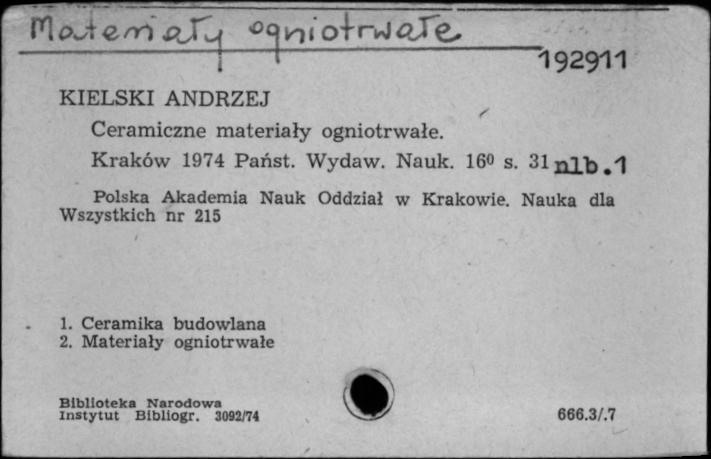 Materiały ogniotrwałe
192911
KIELSKI ANDRZEJ
Ceramiczne materiały ogniotrwałe.
Kraków 1974 Państ. Wydaw. Nauk. 16⁰ s. 31 nlb.1
Polska Akademia Nauk Oddział w Krakowie. Nauka dla
Wszystkich nr 215
1. Ceramika budowlana
2. Materiały ogniotrwałe
Biblioteka Narodowa
Instytut Bibliogr. 3092/74
666.3/.7